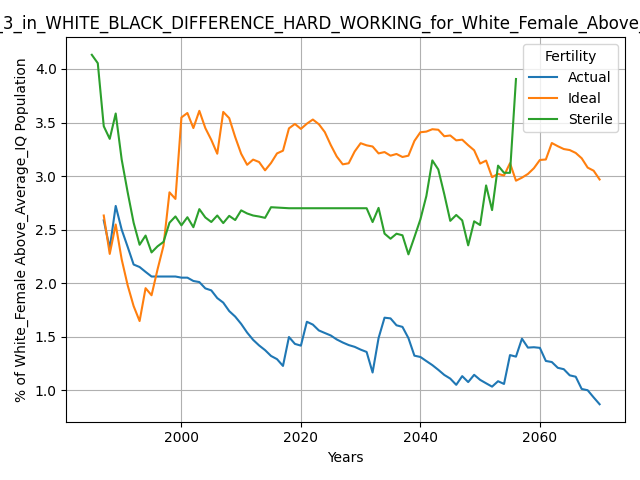 _3_in_WHITE_BLACK_DIFFERENCE_HARD_WORKING_for_White_Female_Above_
% of White_Female Above_Average_IQ Population
4.0
3.5
3.0
2.5
2.0
1.5
1.0
Fertility
Actual
Ideal
Sterile
2000
2020
2040
2060
Years